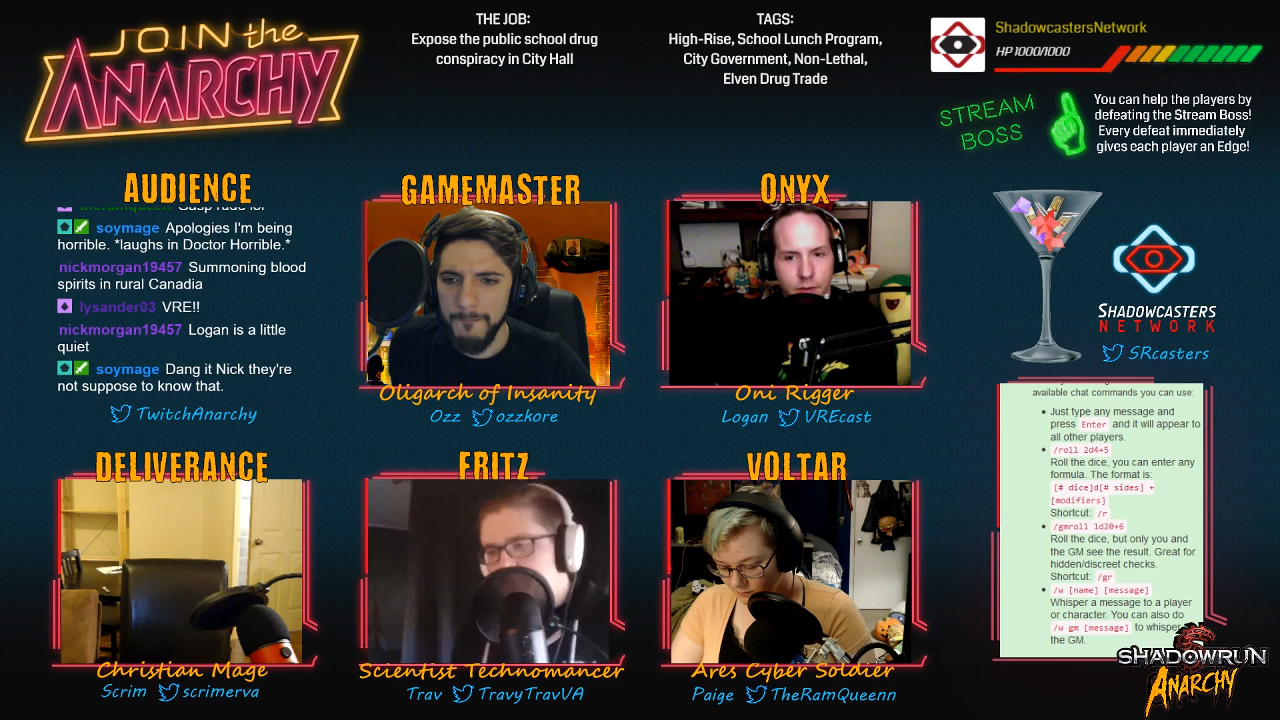 JOIN the
ANARCHY
THE JOB:
Expose the public school drug
conspiracy in City Hall
TAGS:
High-Rise, School Lunch Program,
City Government, Non-Lethal,
Elven Drug Trade
ShadowcastersNetwork
HP 1000/1000
STREAM
BOSS
You can help the players by
defeating the Stream Boss!
Every defeat immediately
gives each player an Edge!
AUDIENCE
soymage Apologies I'm being
horrible. *laughs in Doctor Horrible.*
nickmorgan19457 Summoning blood
spirits in rural Canadia
lysander03 VRE!!
nickmorgan19457 Logan is a little
quiet
soymage Dang it Nick they're
not suppose to know that.
TwitchAnarchy
GAMEMASTER
Oligarch of Insanity
Ozz ozzkore
ONYX
Oni Rigger
Logan VREcast
SHADOWCASTERS
NETWORK
SRcasters
DELIVERANCE
Christian Mage
Scrim scrimerva
FRITZ
Scientist Technomancer
Trav TravyTravVA
VOLTAR
Ares Cyber Soldier
Paige TheRamQueenn
available chat commands you can use:
• Just type any message and
press Enter and it will appear to
all other players.
• /roll 2d4+5
Roll the dice, you can enter any
formula. The format is:
[# dice]d[# sides] +
[modifiers]
Shortcut: /r
• /gmroll 1d20+6
Roll the dice, but only you and
the GM see the result. Great for
hidden/discreet checks.
Shortcut: /gr
• /w [name] [message]
Whisper a message to a player
or character. You can also do
/w gm [message] to whisper
the GM.
SHADOWRUN
ANARCHY